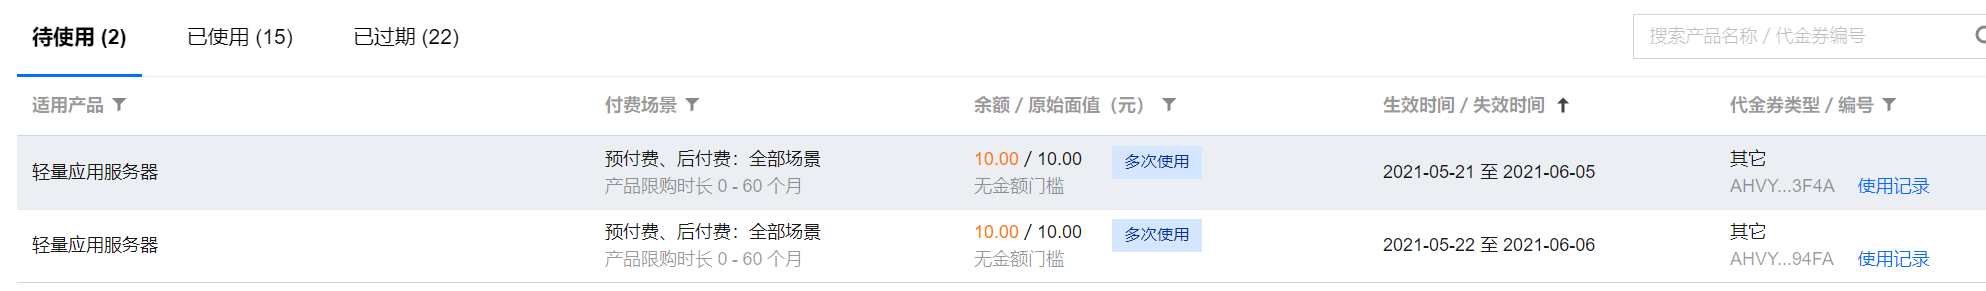 待使用 (2) 已使用 (15) 已过期 (22) 搜索产品名称 / 代金券编号
适用产品 付费场景 余额 / 原始面值（元） 生效时间 / 失效时间 代金券类型 / 编号
轻量应用服务器 预付费、后付费：全部场景 10.00 / 10.00 多次使用 2021-05-21 至 2021-06-05 其它
产品限购时长 0 - 60 个月 无金额门槛 AHVY...3F4A 使用记录
轻量应用服务器 预付费、后付费：全部场景 10.00 / 10.00 多次使用 2021-05-22 至 2021-06-06 其它
产品限购时长 0 - 60 个月 无金额门槛 AHVY...94FA 使用记录